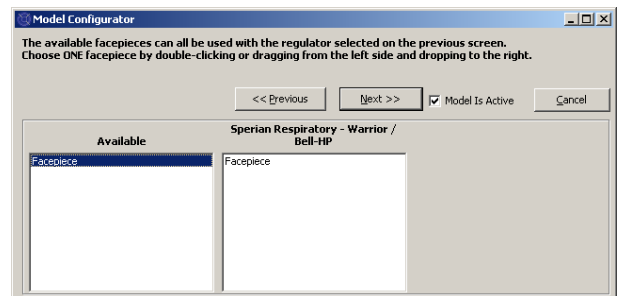 Model Configurator
The available facepieces can all be used with the regulator selected on the previous screen.
Choose ONE facepiece by double-clicking or dragging from the left side and dropping to the right.
<< Previous
Next >>
Model Is Active
Cancel
Available
Sperian Respiratory - Warrior /
Bell-HP
Facepiece
Facepiece